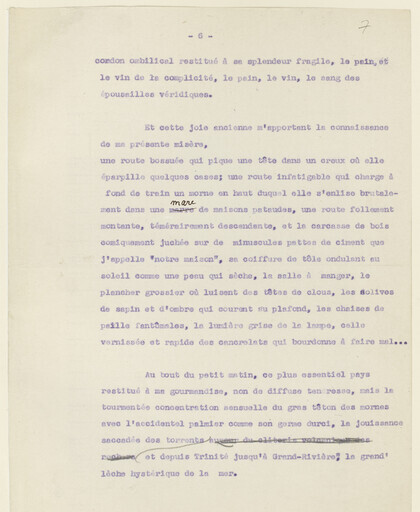 - 6 -
7
cordon ombilical restitué à sa splendeur fragile, le pain, et
le vin de la complicité, le pain, le vin, le sang des
épousailles véridiques.
Et cette joie ancienne m'apportant la connaissance
de ma présente misère,
une route bossuée qui pique une tête dans un creux où elle
éparpille quelques cases; une route infatigable qui charge à
fond de train un morne en haut duquel elle s'enlise brutale-
mare
ment dans une marre de maisons pataudes, une route follement
montante, témérairement descendante, et la carcasse de bois
comiquement juchée sur de minuscules pattes de ciment que
j'appelle "notre maison", sa coiffure de tôle ondulant au
soleil comme une peau qui sèche, la salle à manger, le
plancher grossier où luisent des têtes de clous, les solives
de sapin et d'ombre qui courent au plafond, les chaises de
paille fantômales, la lumière grise de la lampe, celle
vernissée et rapide des cancrelats qui bourdonne à faire mal...
Au bout du petit matin, ce plus essentiel pays
restitué à ma gourmandise, non de diffuse tendresse, mais la
tourmentée concentration sensuelle du gras téton des mornes
avec l'accidentel palmier comme son germe durci, la jouissance
saccadée des torrents
et depuis Trinité jusqu'à Grand-Rivière, la grand'
lèche hystérique de la mer.